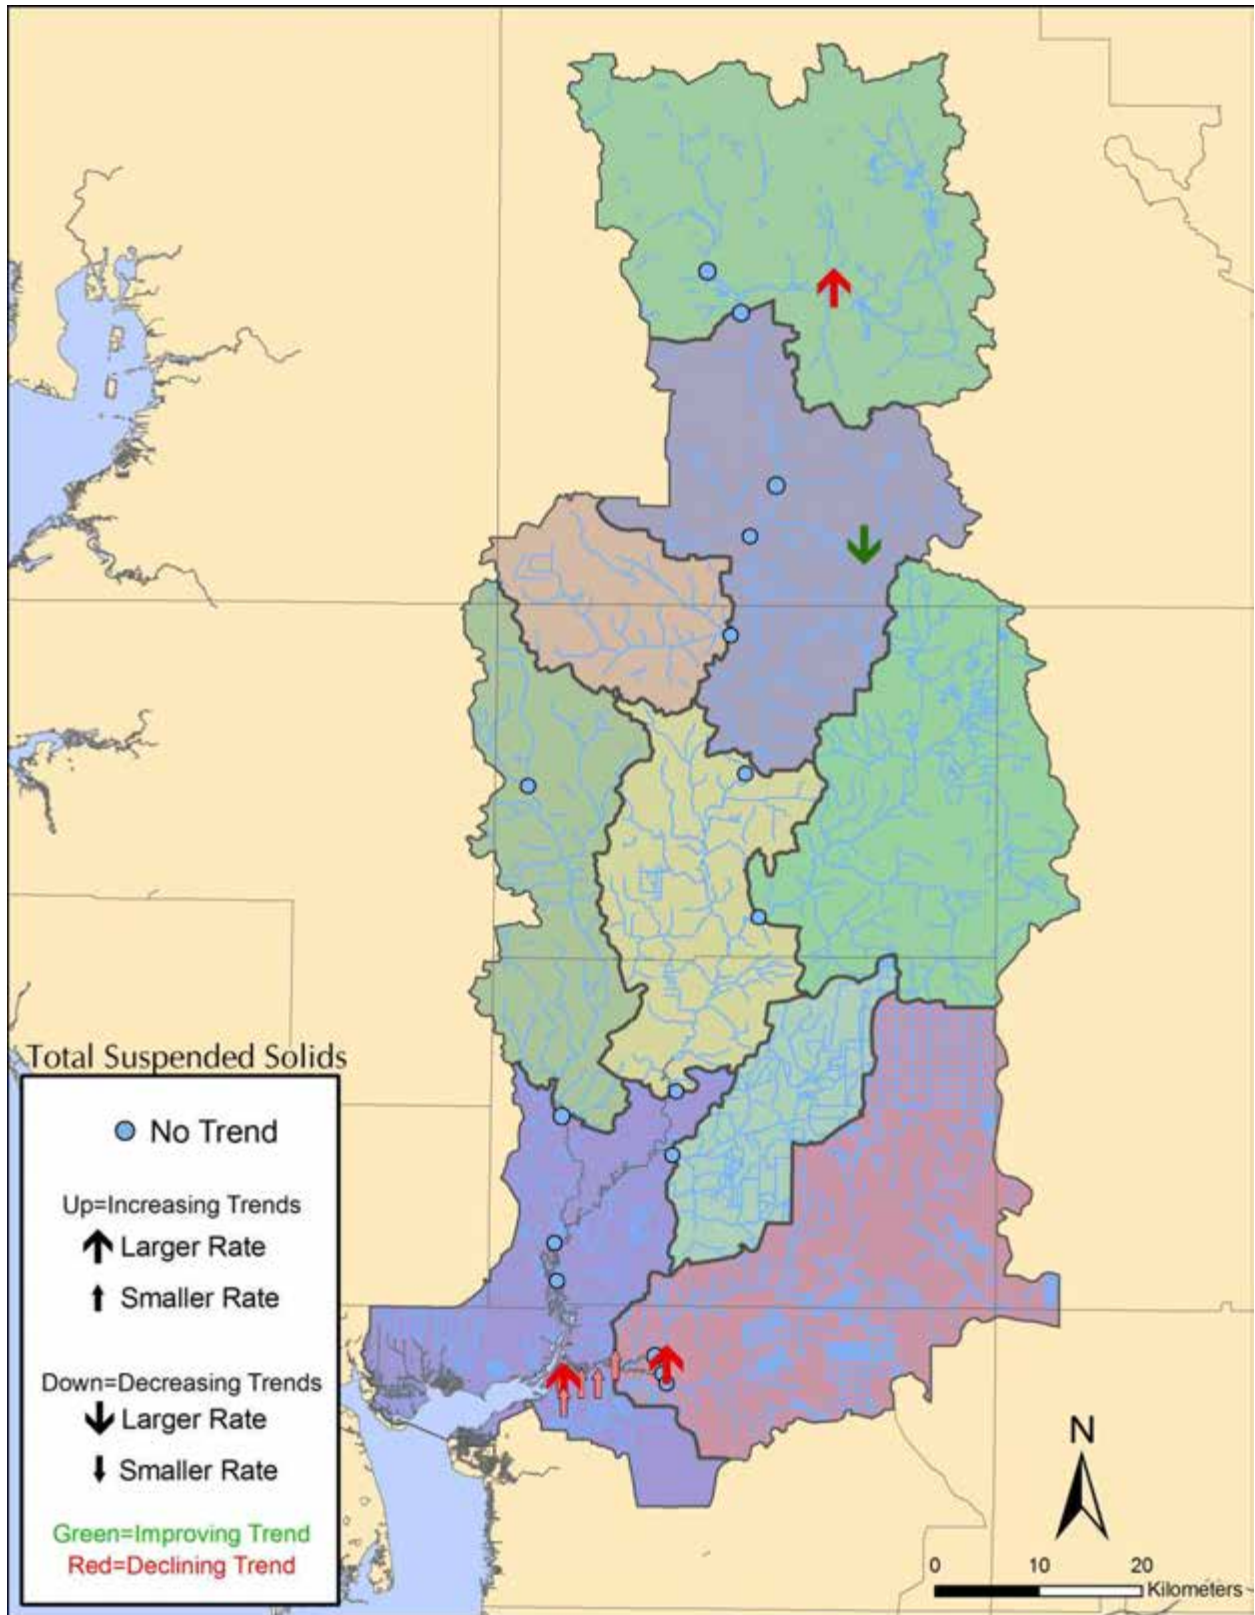 Total Suspended Solids
No Trend
Up=Increasing Trends
Larger Rate
Smaller Rate
Down=Decreasing Trends
Larger Rate
Smaller Rate
Green=Improving Trend
Red=Declining Trend
N
0 10 20
Kilometers